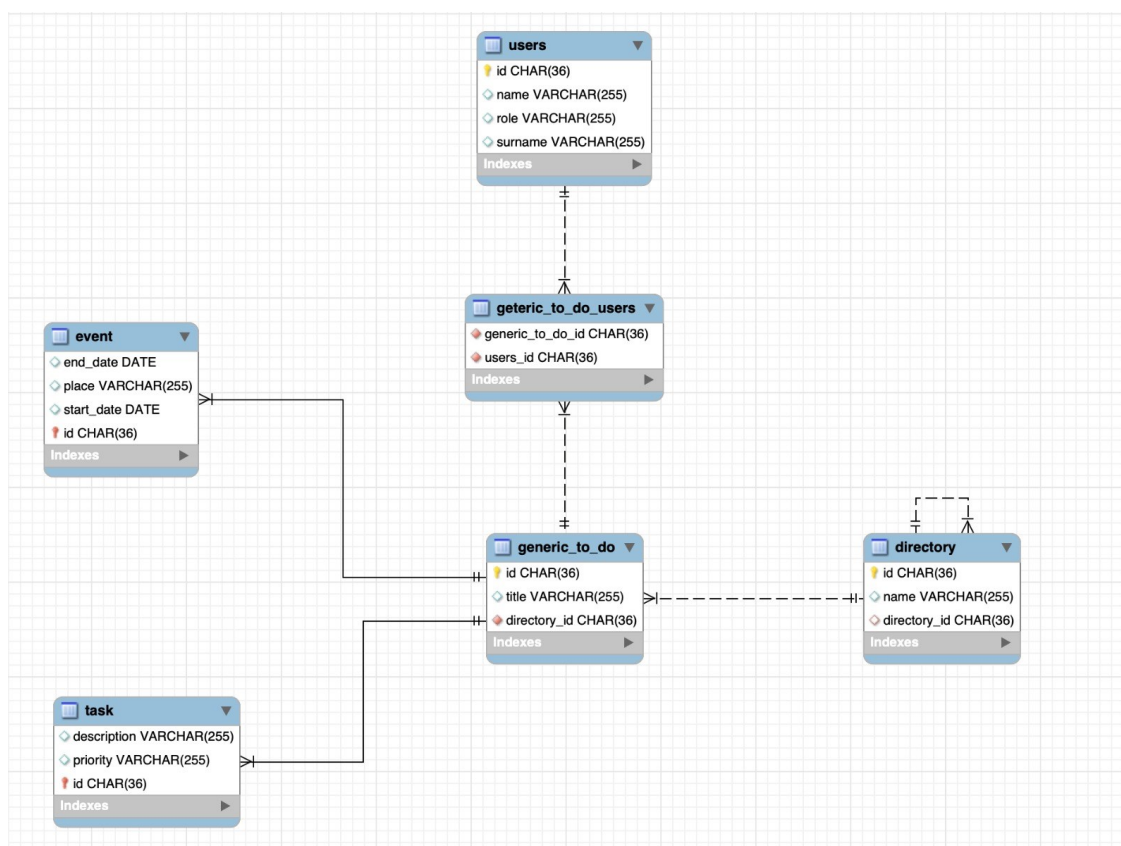 users
id CHAR(36)
name VARCHAR(255)
role VARCHAR(255)
surname VARCHAR(255)
Indexes
geteric_to_do_users
generic_to_do_id CHAR(36)
users_id CHAR(36)
Indexes
event
end_date DATE
place VARCHAR(255)
start_date DATE
id CHAR(36)
Indexes
generic_to_do
id CHAR(36)
title VARCHAR(255)
directory_id CHAR(36)
Indexes
directory
id CHAR(36)
name VARCHAR(255)
directory_id CHAR(36)
Indexes
task
description VARCHAR(255)
priority VARCHAR(255)
id CHAR(36)
Indexes